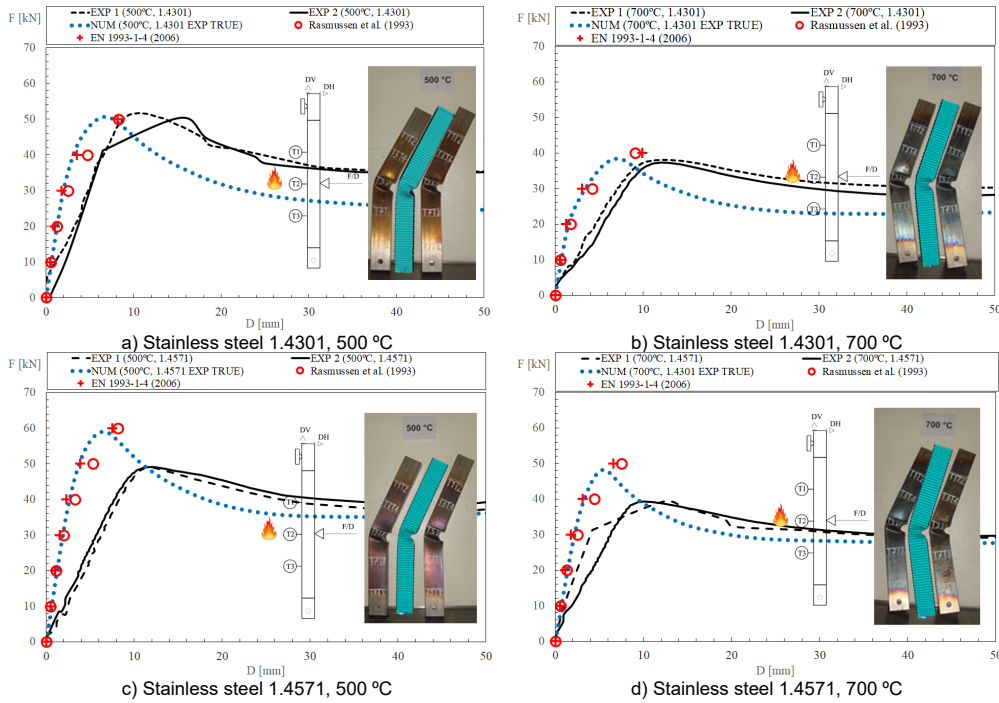 F [kN]
EXP 1 (500ºC, 1.4301) EXP 2 (500ºC, 1.4301)
NUM (500ºC, 1.4301 EXP TRUE) Rasmussen et al. (1993)
EN 1993-1-4 (2006)
70
60
50
40
30
20
10
0
0 10 20 30 40 50
D [mm]
DV
DH
T1
T2
T3
F/D
500 °C
a) Stainless steel 1.4301, 500 ºC
F [kN]
EXP 1 (700ºC, 1.4301) EXP 2 (700ºC, 1.4301)
NUM (700ºC, 1.4301 EXP TRUE) Rasmussen et al. (1993)
EN 1993-1-4 (2006)
70
60
50
40
30
20
10
0
0 10 20 30 40 50
D [mm]
DV
DH
T1
T2
T3
F/D
700 °C
b) Stainless steel 1.4301, 700 ºC
F [kN]
EXP 1 (500ºC, 1.4571) EXP 2 (500ºC, 1.4571)
NUM (500ºC, 1.4571 EXP TRUE) Rasmussen et al. (1993)
EN 1993-1-4 (2006)
70
60
50
40
30
20
10
0
0 10 20 30 40 50
D [mm]
DV
DH
T1
T2
T3
F/D
500 °C
c) Stainless steel 1.4571, 500 ºC
F [kN]
EXP 1 (700ºC, 1.4571) EXP 2 (700ºC, 1.4571)
NUM (700ºC, 1.4301 EXP TRUE) Rasmussen et al. (1993)
EN 1993-1-4 (2006)
70
60
50
40
30
20
10
0
0 10 20 30 40 50
D [mm]
DV
DH
T1
T2
T3
F/D
700 °C
d) Stainless steel 1.4571, 700 ºC